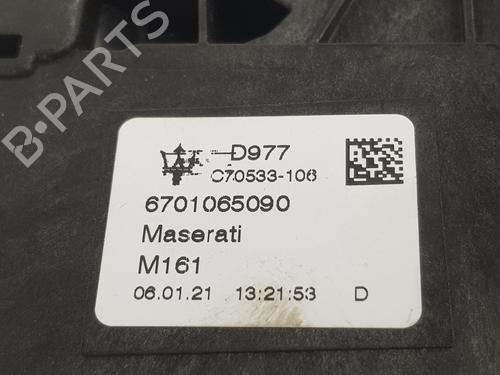 B-PARTS
D977
C70533-106
6701065090
Maserati
M161
06.01.21 13:21:53 D